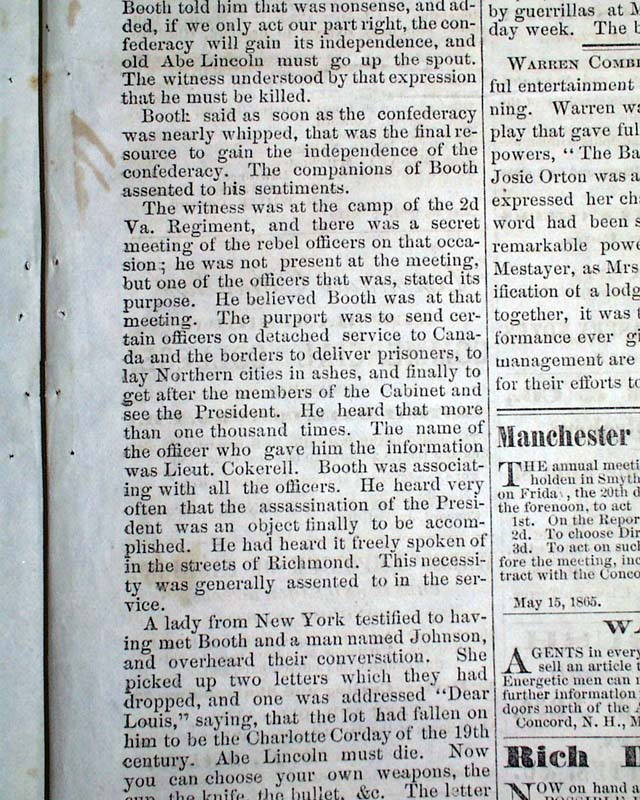 Booth told him that was nonsense, and ad-
ded, if we only act our part right, the con-
federacy will gain its independence, and
old Abe Lincoln must go up the spout.
The witness understood by that expression
that he must be killed.
Booth said as soon as the confederacy
was nearly whipped, that was the final re-
source to gain the independence of the
confederacy. The companions of Booth
assented to his sentiments.
The witness was at the camp of the 2d
Va. Regiment, and there was a secret
meeting of the rebel officers on that occa-
sion; he was not present at the meeting,
but one of the officers that was, stated its
purpose. He believed Booth was at that
meeting. The purport was to send cer-
tain officers on detached service to Cana-
da and the borders to deliver prisoners, to
lay Northern cities in ashes, and finally to
get after the members of the Cabinet and
see the President. He heard that more
than one thousand times. The name of
the officer who gave him the information
was Lieut. Cokerell. Booth was associat-
ing with all the officers. He heard very
often that the assassination of the Presi-
dent was an object finally to be accom-
plished. He had heard it freely spoken of
in the streets of Richmond. This necessi-
ty was generally assented to in the ser-
vice.
A lady from New York testified to hav-
ing met Booth and a man named Johnson,
and overheard their conversation. She
picked up two letters which they had
dropped, and one was addressed "Dear
Louis," saying, that the lot had fallen on
him to be the Charlotte Corday of the 19th
century. Abe Lincoln must die. Now
you can choose your own weapons, the
cup, the knife, the bullet, &c. The letter
by guerrillas at
day week. The
WARREN
ful entertainment
ning. Warren
play that gave
powers, "The
Josie Orton was
expressed her
word had been
remarkable
Mestayer, as Mrs
ification of a
together, it was
formance ever
management are
for their efforts
Manchester
THE annual
holden in
on Friday, the 20th
the forenoon, to act
1st. On the
2d. To choose
3d. To act on
fore the meeting,
tract with the
May 15, 1865.
AGENTS in
sell an article
Energetic men can
further information
doors north of the
Concord, N. H.,
Rich
NOW on hand